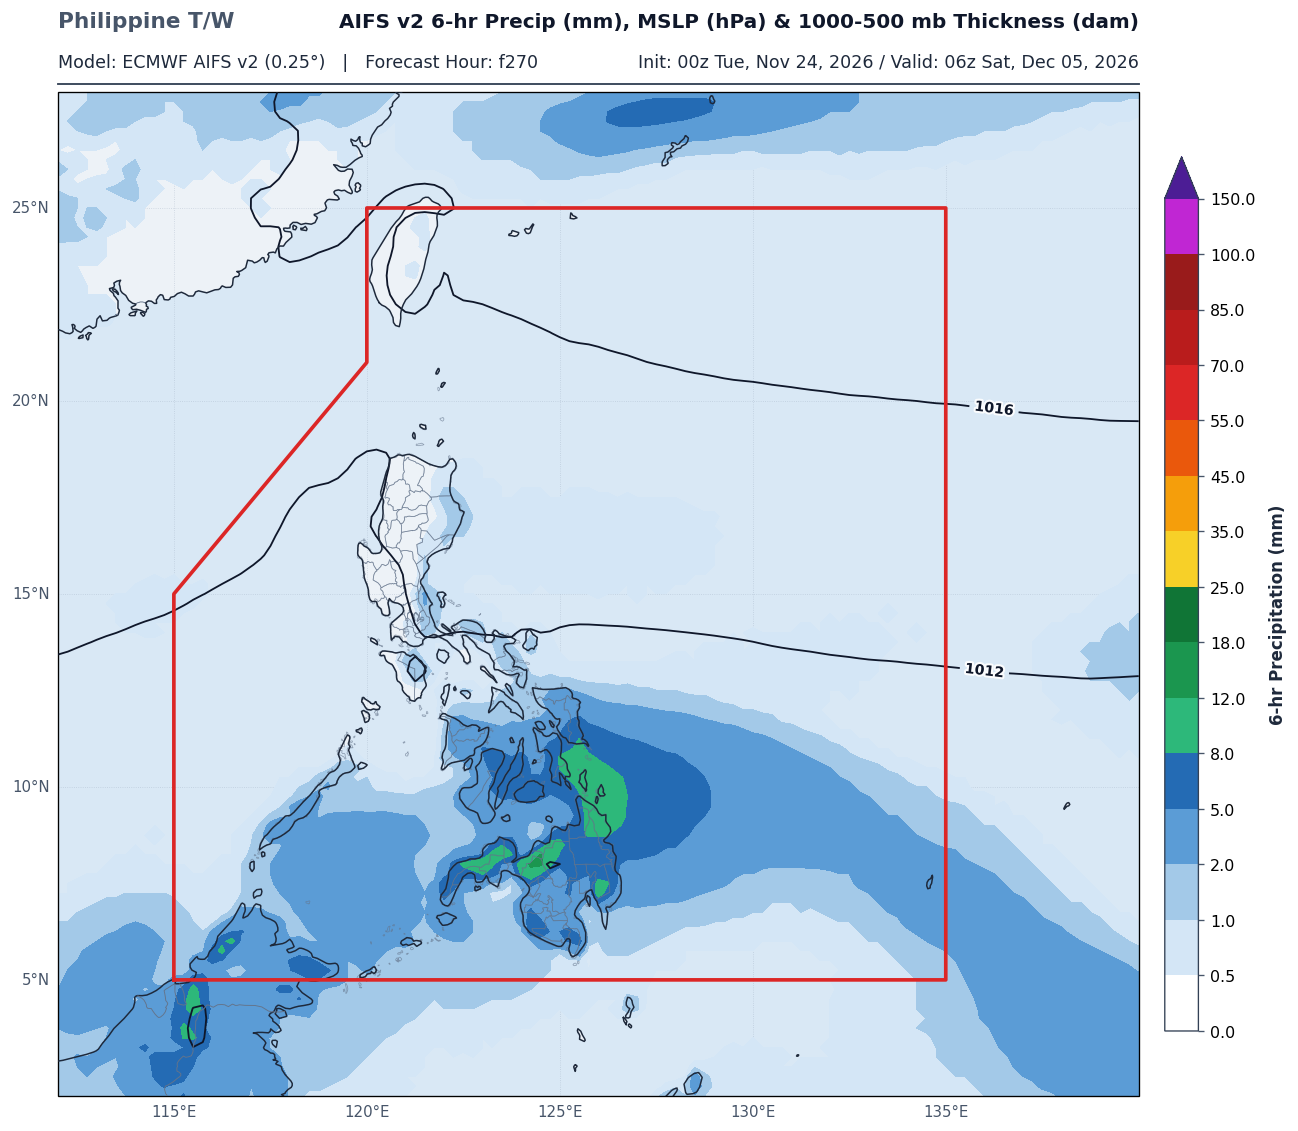 Philippine T/W
AIFS v2 6-hr Precip (mm), MSLP (hPa) & 1000-500 mb Thickness (dam)
Model: ECMWF AIFS v2 (0.25°) | Forecast Hour: f270
Init: 00z Tue, Nov 24, 2026 / Valid: 06z Sat, Dec 05, 2026
25°N
20°N
15°N
10°N
5°N
1016
1012
115°E
120°E
125°E
130°E
135°E
150.0
100.0
85.0
70.0
55.0
45.0
35.0
25.0
18.0
12.0
8.0
5.0
2.0
1.0
0.5
0.0
6-hr Precipitation (mm)